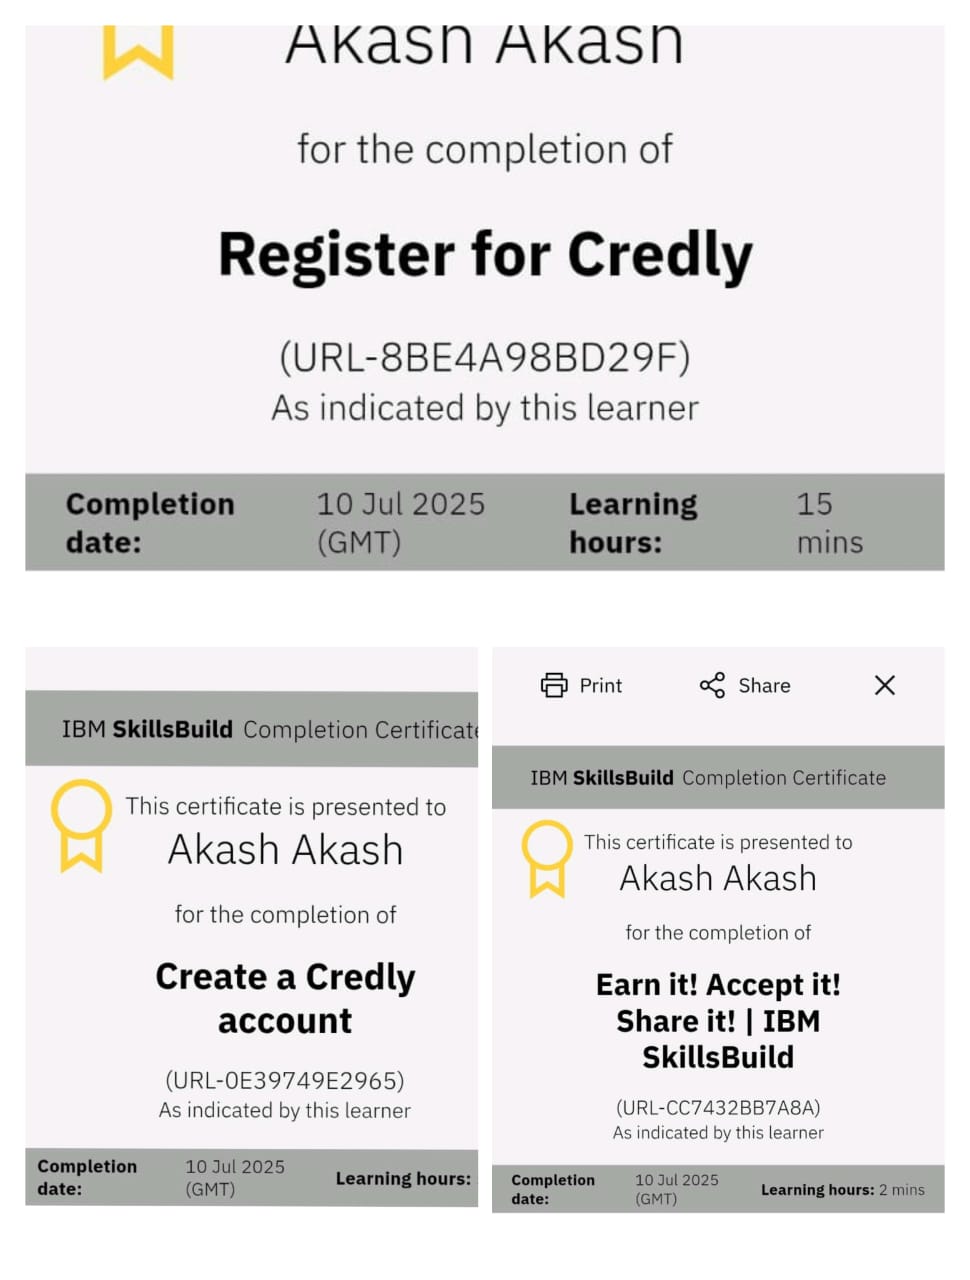 Akash Akash
for the completion of
Register for Credly
(URL-8BE4A98BD29F)
As indicated by this learner
Completion date: 10 Jul 2025 (GMT) Learning hours: 15 mins
IBM SkillsBuild Completion Certificate
This certificate is presented to
Akash Akash
for the completion of
Create a Credly
account
(URL-0E39749E2965)
As indicated by this learner
Completion date: 10 Jul 2025 (GMT) Learning hours:
Print Share
IBM SkillsBuild Completion Certificate
This certificate is presented to
Akash Akash
for the completion of
Earn it! Accept it!
Share it! | IBM
SkillsBuild
(URL-CC7432BB7A8A)
As indicated by this learner
Completion date: 10 Jul 2025 (GMT) Learning hours: 2 mins